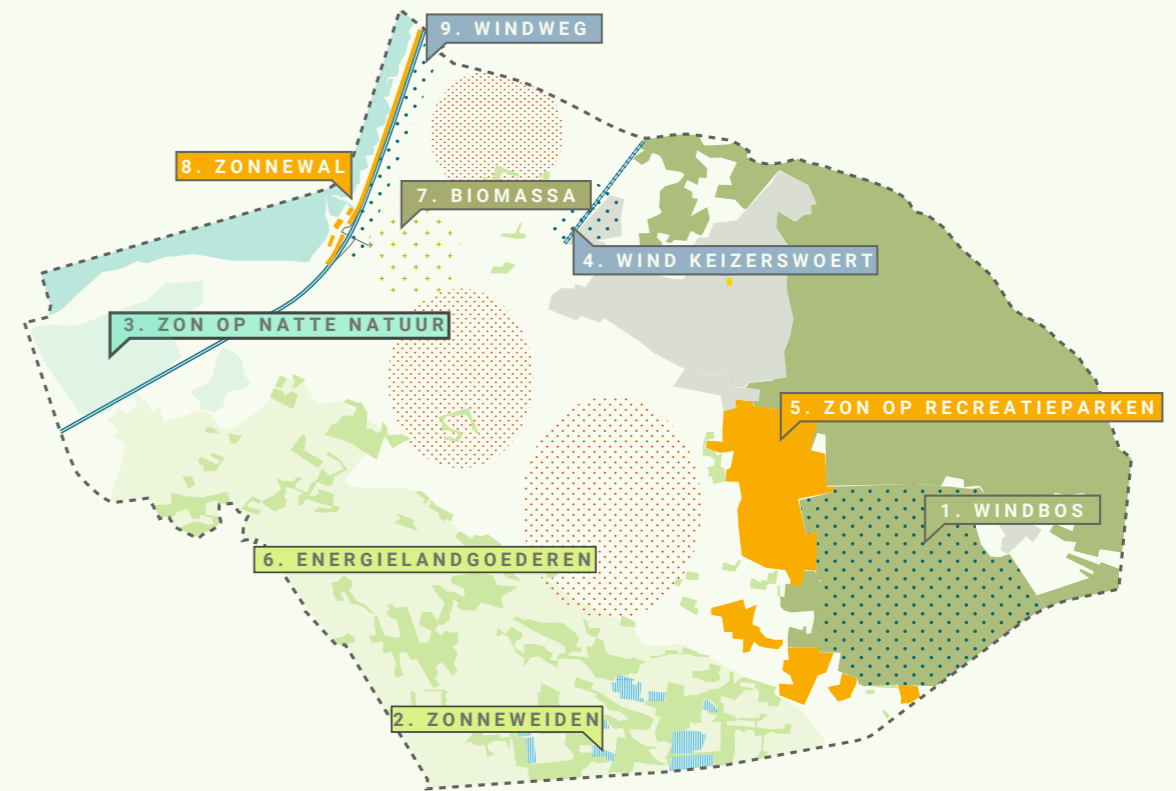 9. WINDWEG
8. ZONNEWAL
7. BIOMASSA
4. WIND KEIZERSWOERT
3. ZON OP NATTE NATUUR
5. ZON OP RECREATIEPARKEN
1. WINDBOS
6. ENERGIELANDGOEDEREN
2. ZONNEWEIDEN